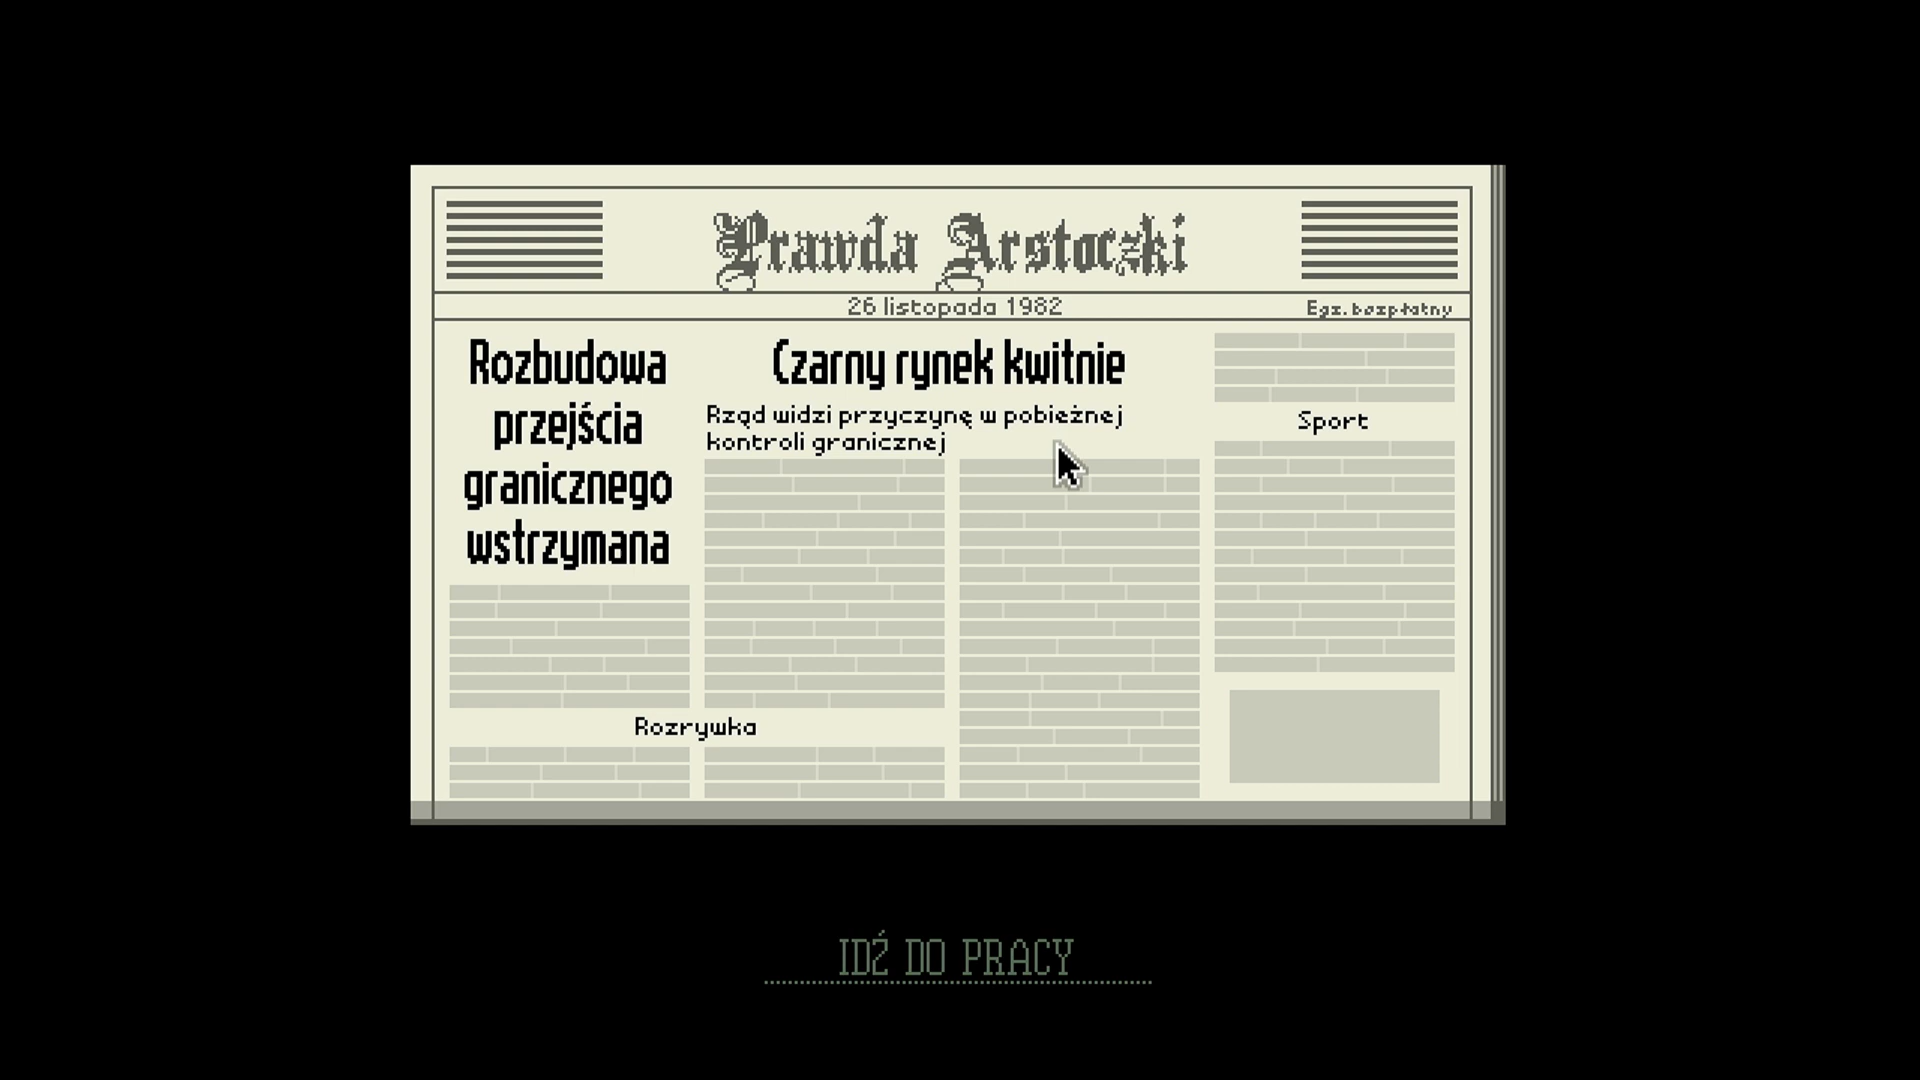 Prawda Arstoczki
26 listopada 1982
Egz. bezpłatny
Rozbudowa
przejścia
granicznego
wstrzymana
Czarny rynek kwitnie
Rząd widzi przyczynę w pobieżnej
kontroli granicznej
Sport
Rozrywka
IDŹ DO PRACY